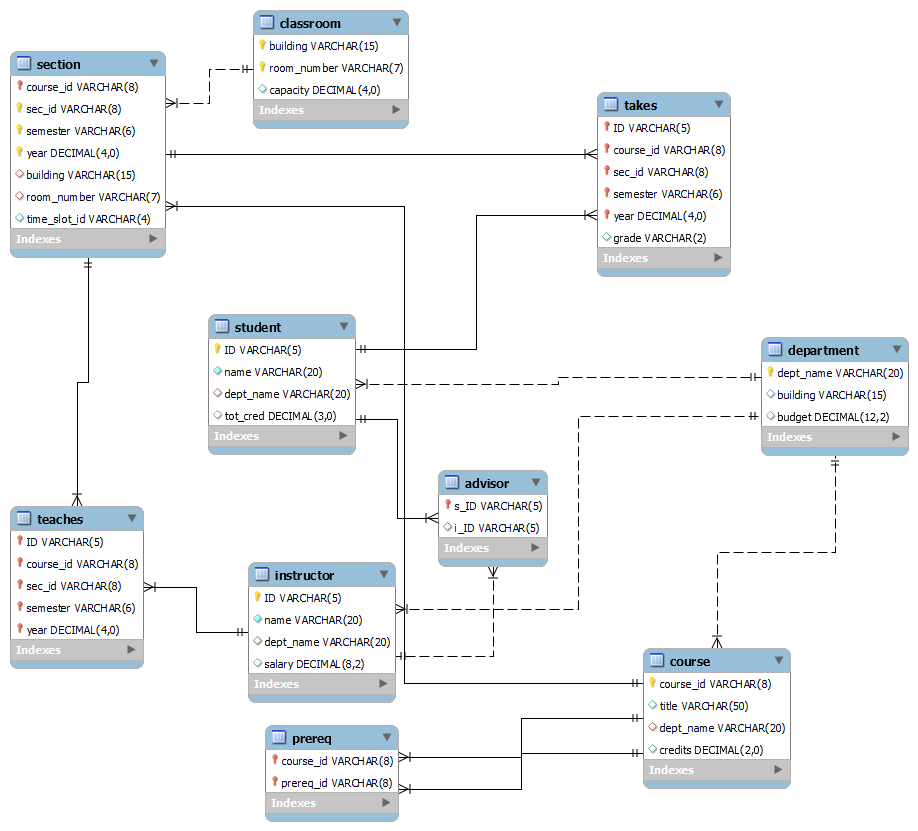 classroom
building VARCHAR(15)
room_number VARCHAR(7)
capacity DECIMAL(4,0)
Indexes
section
course_id VARCHAR(8)
sec_id VARCHAR(8)
semester VARCHAR(6)
year DECIMAL(4,0)
building VARCHAR(15)
room_number VARCHAR(7)
time_slot_id VARCHAR(4)
Indexes
takes
ID VARCHAR(5)
course_id VARCHAR(8)
sec_id VARCHAR(8)
semester VARCHAR(6)
year DECIMAL(4,0)
grade VARCHAR(2)
Indexes
student
ID VARCHAR(5)
name VARCHAR(20)
dept_name VARCHAR(20)
tot_cred DECIMAL(3,0)
Indexes
department
dept_name VARCHAR(20)
building VARCHAR(15)
budget DECIMAL(12,2)
Indexes
advisor
s_ID VARCHAR(5)
i_ID VARCHAR(5)
Indexes
teaches
ID VARCHAR(5)
course_id VARCHAR(8)
sec_id VARCHAR(8)
semester VARCHAR(6)
year DECIMAL(4,0)
Indexes
instructor
ID VARCHAR(5)
name VARCHAR(20)
dept_name VARCHAR(20)
salary DECIMAL(8,2)
Indexes
course
course_id VARCHAR(8)
title VARCHAR(50)
dept_name VARCHAR(20)
credits DECIMAL(2,0)
Indexes
prereq
course_id VARCHAR(8)
prereq_id VARCHAR(8)
Indexes